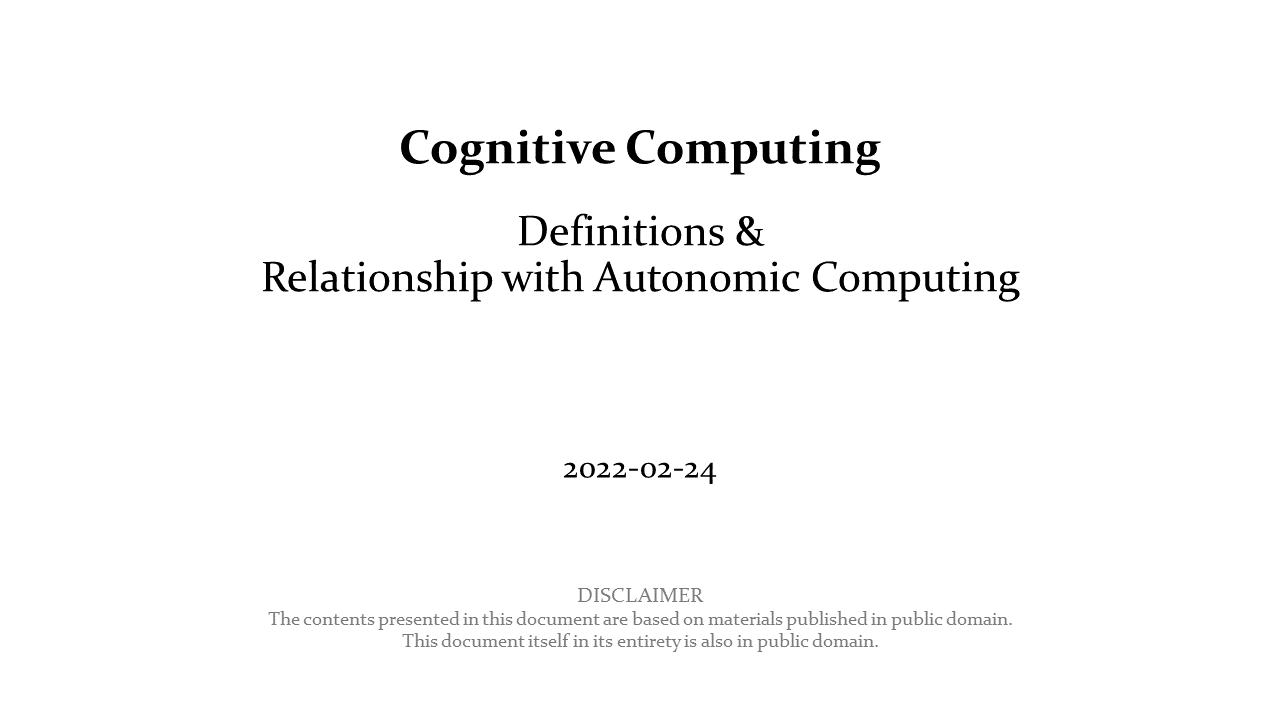 Cognitive Computing
Definitions &
Relationship with Autonomic Computing
2022-02-24
DISCLAIMER
The contents presented in this document are based on materials published in public domain.
This document itself in its entirety is also in public domain.